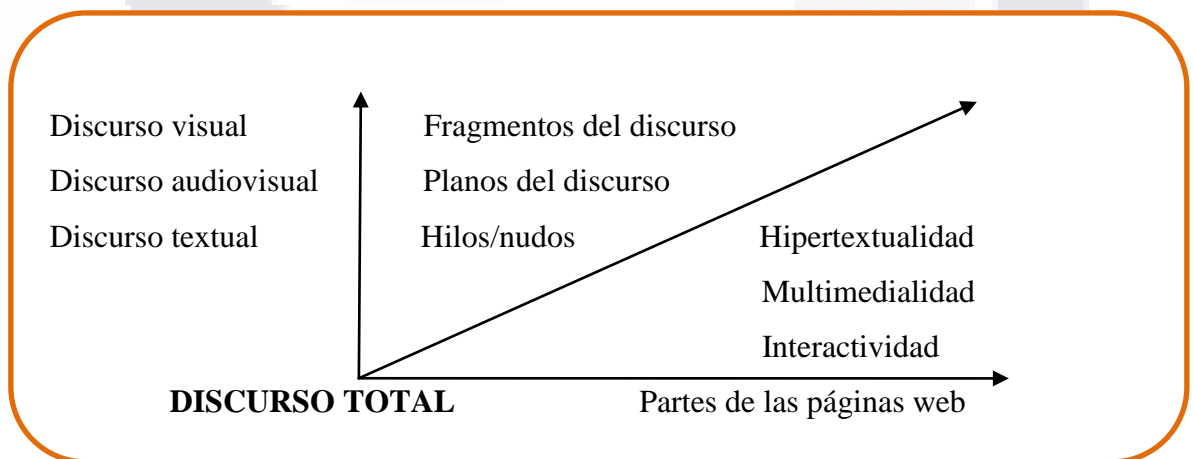 Discurso visual
Discurso audiovisual
Discurso textual
Fragmentos del discurso
Planos del discurso
Hilos/nudos
Hipertextualidad
Multimedialidad
Interactividad
DISCURSO TOTAL
Partes de las páginas web